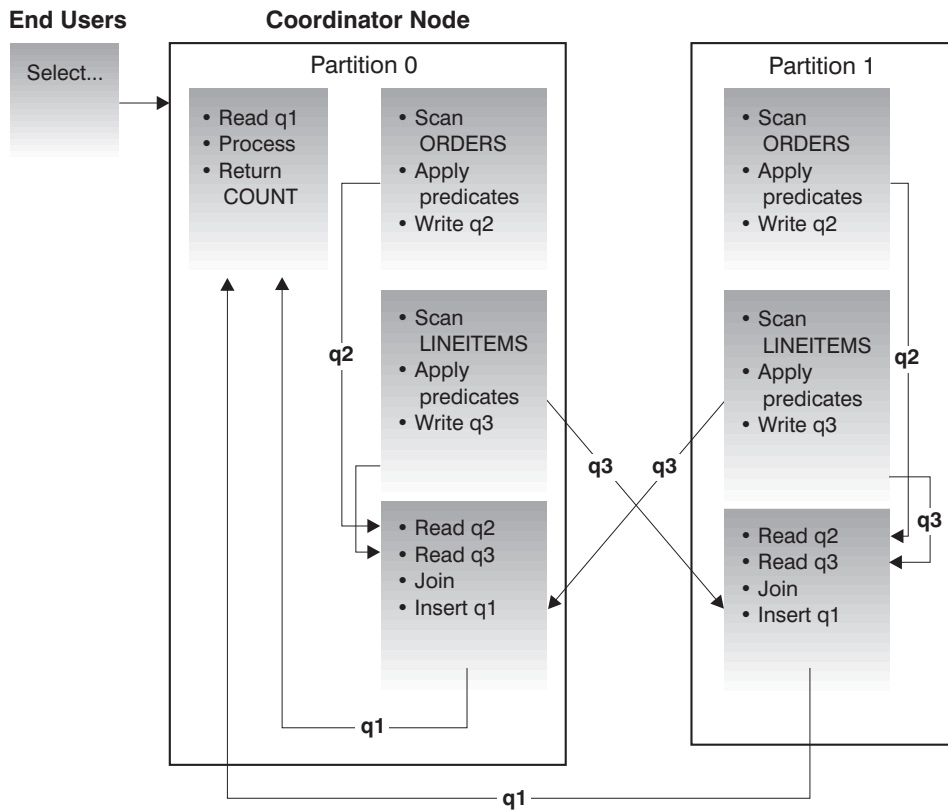 End Users
Coordinator Node
Select...
Partition 0
• Read q1
• Process
• Return
COUNT
• Scan
ORDERS
• Apply
predicates
• Write q2
q2
• Scan
LINEITEMS
• Apply
predicates
• Write q3
• Read q2
• Read q3
• Join
• Insert q1
q1
q3
q3
Partition 1
• Scan
ORDERS
• Apply
predicates
• Write q2
q2
• Scan
LINEITEMS
• Apply
predicates
• Write q3
q3
• Read q2
• Read q3
• Join
• Insert q1
q1